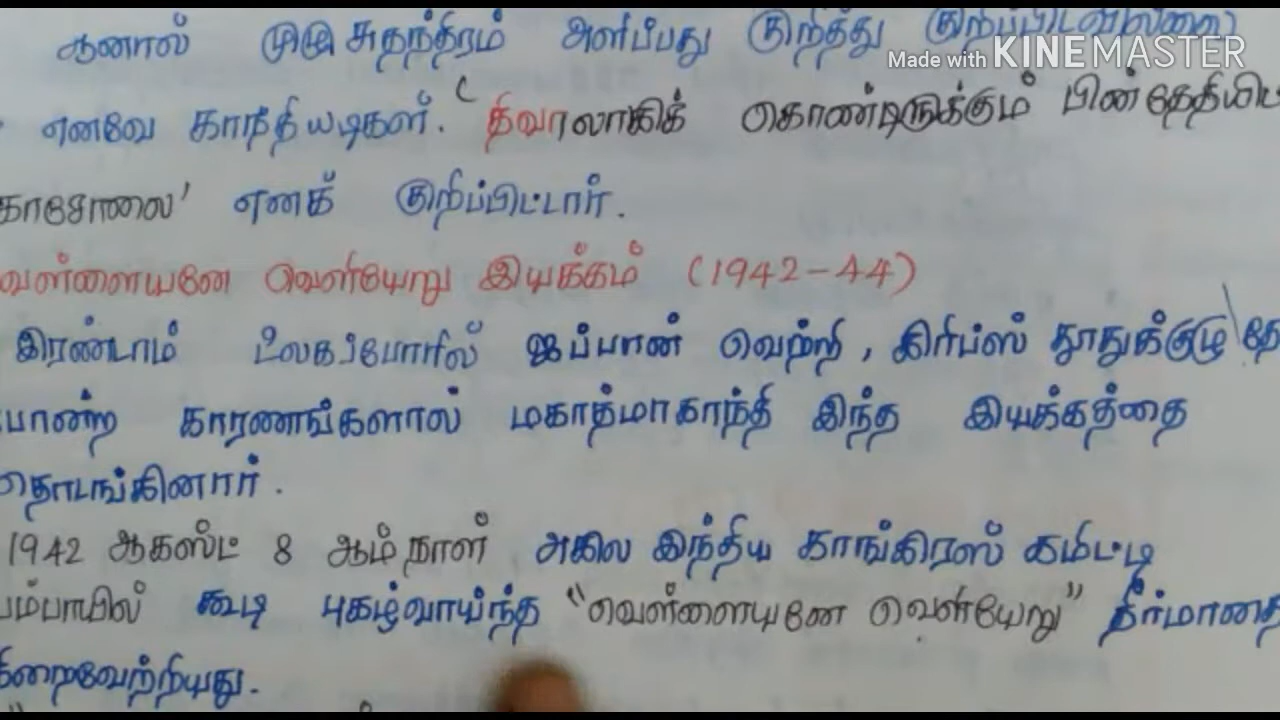 ஆனால் முழு சுதந்திரம் அளிப்பது குறித்து குறிப்பிடவில்லை)
Made with KINEMASTER
எனவே காந்தியடிகள். 'திவாலாகிக் கொண்டிருக்கும் பின்தேதியிட
காசோலை' எனக் குறிப்பிட்டார்.
வெள்ளையனே வெளியேறு இயக்கம் (1942-44)
இரண்டாம் உலகப்போரில் ஜப்பான் வெற்றி, கிரிப்ஸ் தூதுக்குழு தோ
போன்ற காரணங்களால் மகாத்மாகாந்தி இந்த இயக்கத்தை
தொடங்கினார்.
1942 ஆகஸ்ட் 8 ஆம்நாள் அகில இந்திய காங்கிரஸ் கமிட்டி
பம்பாயில் கூடி புகழ்வாய்ந்த "வெள்ளையனே வெளியேறு" தீர்மானத்தை
நிறைவேற்றியது.